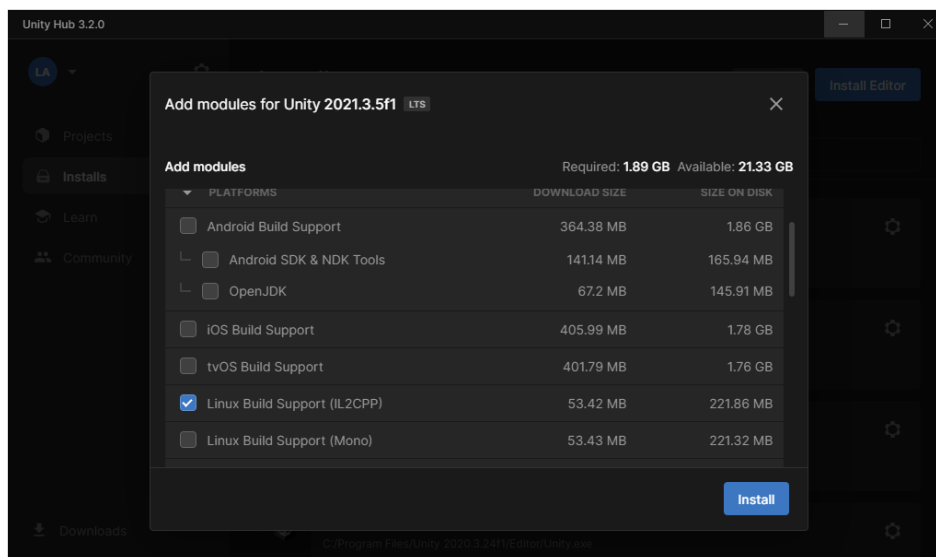 Unity Hub 3.2.0
LA
Install Editor
Add modules for Unity 2021.3.5f1 LTS
Projects
Installs
Learn
Community
Add modules Required: 1.89 GB Available: 21.33 GB
PLATFORMS DOWNLOAD SIZE SIZE ON DISK
Android Build Support 364.38 MB 1.86 GB
Android SDK & NDK Tools 141.14 MB 165.94 MB
OpenJDK 67.2 MB 145.91 MB
iOS Build Support 405.99 MB 1.78 GB
tvOS Build Support 401.79 MB 1.76 GB
Linux Build Support (IL2CPP) 53.42 MB 221.86 MB
Linux Build Support (Mono) 53.43 MB 221.32 MB
Install
Downloads
C:/Program Files/Unity 2020.3.24f1/Editor/Unity.exe